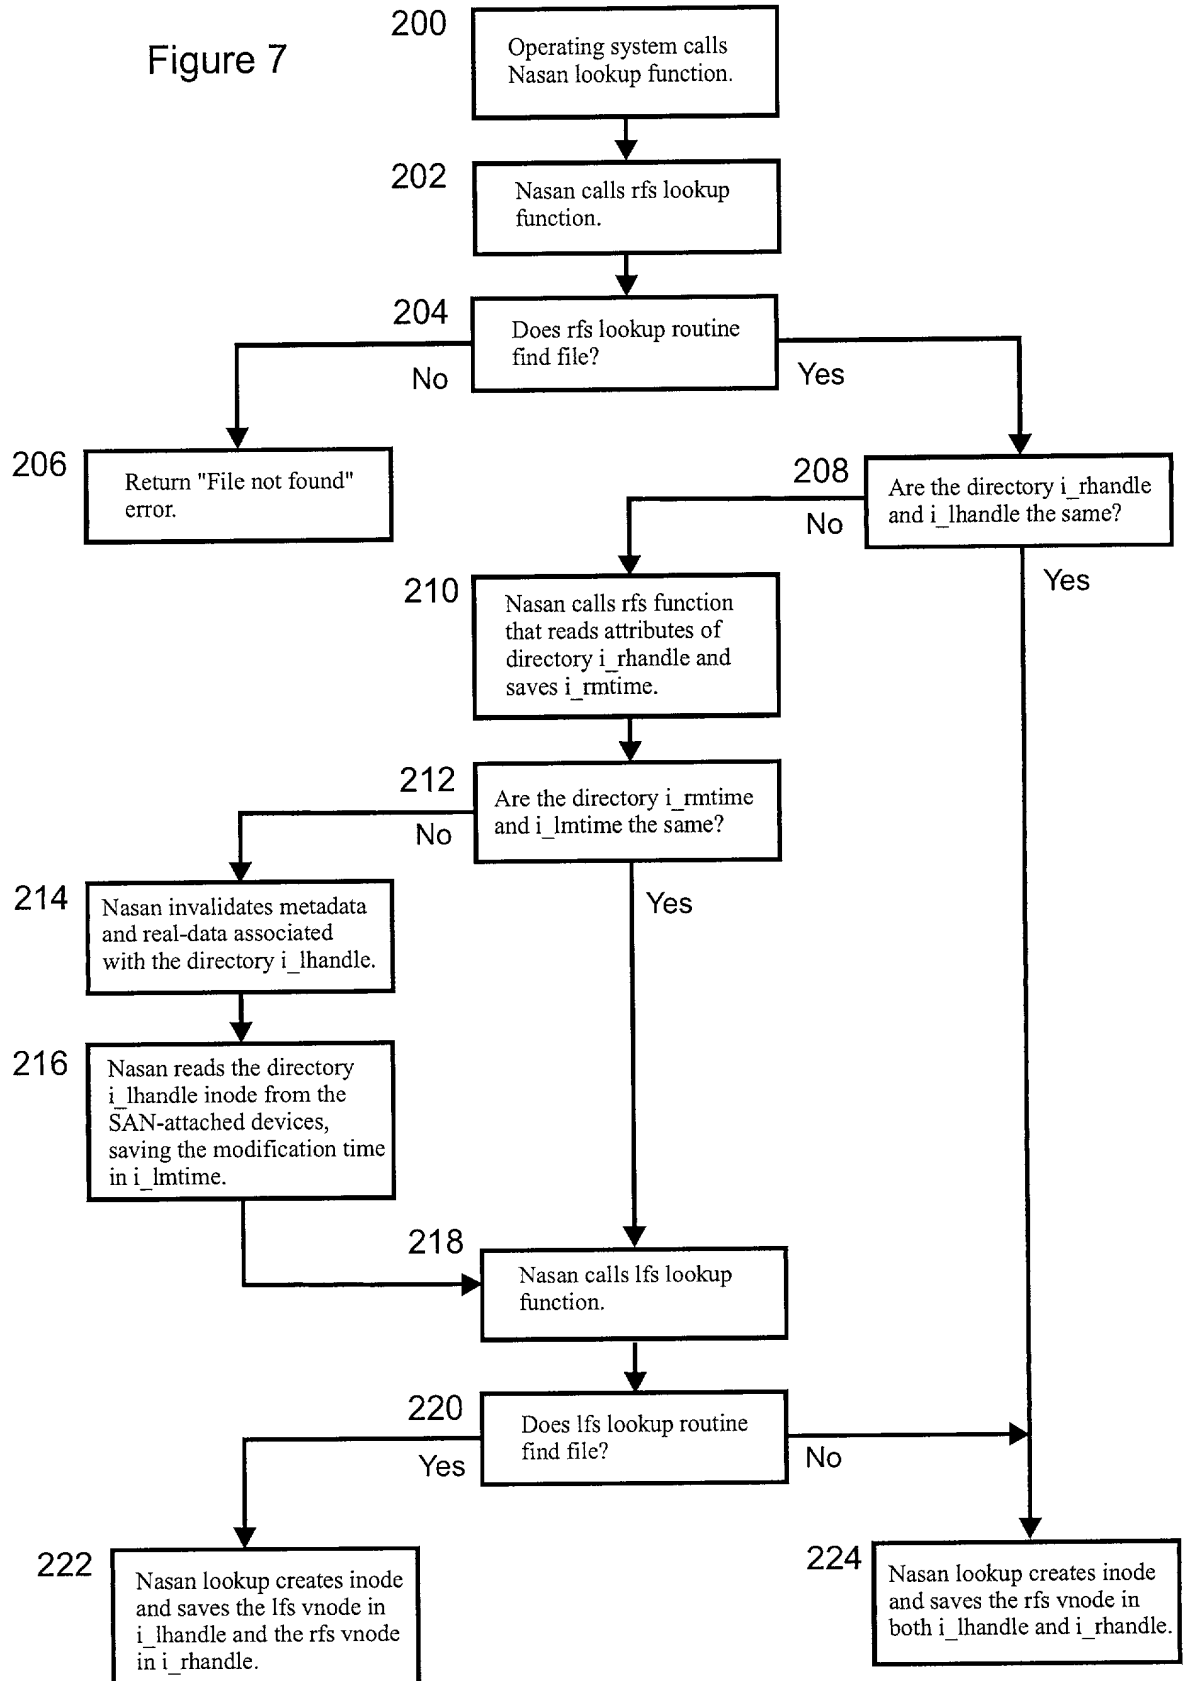 Figure 7
200
Operating system calls
Nasan lookup function.
202
Nasan calls rfs lookup
function.
204
Does rfs lookup routine
find file?
No
Yes
206
Return "File not found"
error.
208
Are the directory i_rhandle
and i_lhandle the same?
No
Yes
210
Nasan calls rfs function
that reads attributes of
directory i_rhandle and
saves i_rmtime.
212
Are the directory i_rmtime
and i_lmtime the same?
No
Yes
214
Nasan invalidates metadata
and real-data associated
with the directory i_lhandle.
216
Nasan reads the directory
i_lhandle inode from the
SAN-attached devices,
saving the modification time
in i_lmtime.
218
Nasan calls lfs lookup
function.
220
Does lfs lookup routine
find file?
Yes
No
222
Nasan lookup creates inode
and saves the lfs vnode in
i_lhandle and the rfs vnode
in i_rhandle.
224
Nasan lookup creates inode
and saves the rfs vnode in
both i_lhandle and i_rhandle.